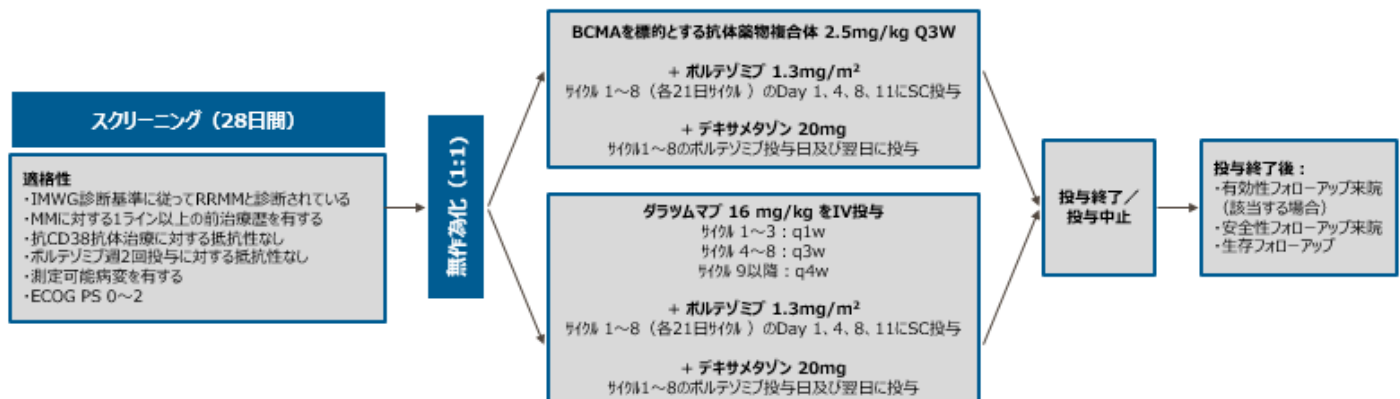 スクリーニング（28日間）
適格性
・IMWG診断基準に従ってRRMMと診断されている
・MMに対する1ライン以上の前治療歴を有する
・抗CD38抗体治療に対する抵抗性なし
・ボルテゾミブ週2回投与に対する抵抗性なし
・測定可能病変を有する
・ECOG PS 0～2
無作為化（1:1）
BCMAを標的とする抗体薬物複合体 2.5mg/kg Q3W
+ ボルテゾミブ 1.3mg/m²
ｻｲｸﾙ 1～8（各21日ｻｲｸﾙ ）のDay 1、4、8、11にSC投与
+ デキサメタゾン 20mg
ｻｲｸﾙ1～8のボルテゾミブ投与日及び翌日に投与
ダラツムマブ 16 mg/kg をIV投与
ｻｲｸﾙ 1～3：q1w
ｻｲｸﾙ 4～8：q3w
ｻｲｸﾙ 9以降：q4w
+ ボルテゾミブ 1.3mg/m²
ｻｲｸﾙ 1～8（各21日ｻｲｸﾙ ）のDay 1、4、8、11にSC投与
+ デキサメタゾン 20mg
ｻｲｸﾙ1～8のボルテゾミブ投与日及び翌日に投与
投与終了／
投与中止
投与終了後：
・有効性フォローアップ来院
（該当する場合）
・安全性フォローアップ来院
・生存フォローアップ